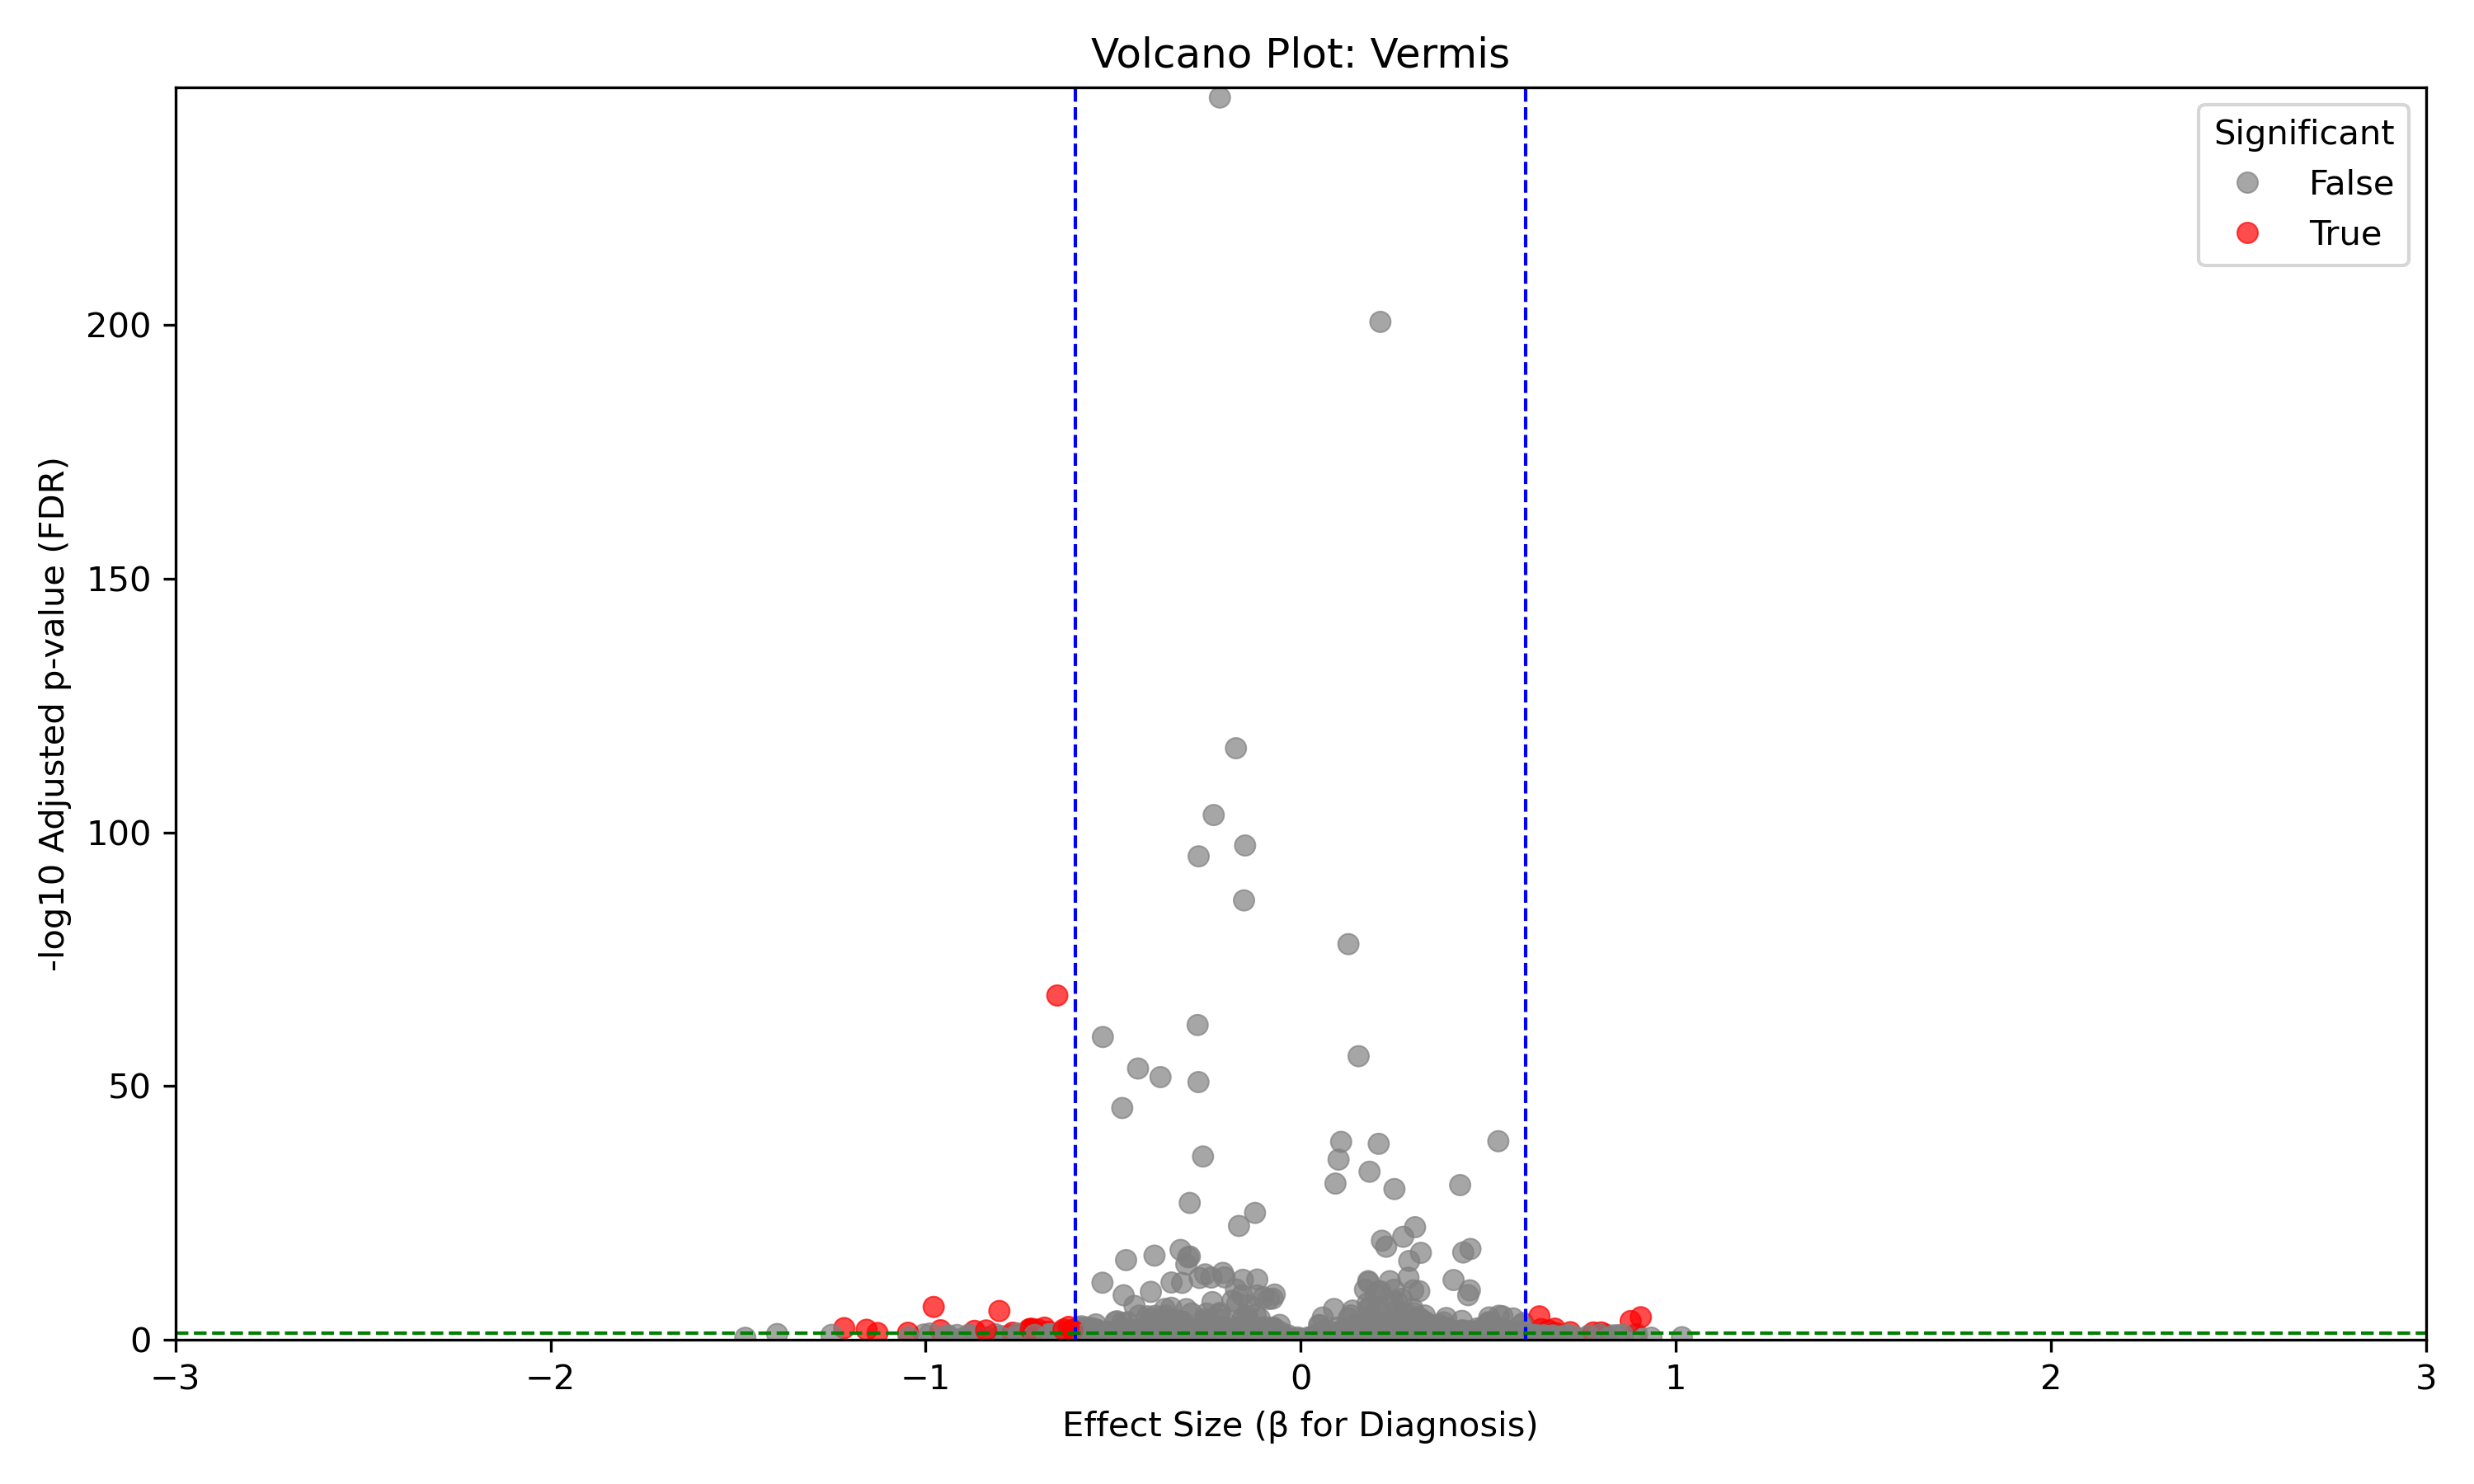 Volcano Plot: Vermis
Significant
False
True
-log10 Adjusted p-value (FDR)
200
150
100
50
0
−3
−2
−1
0
1
2
3
Effect Size (β for Diagnosis)